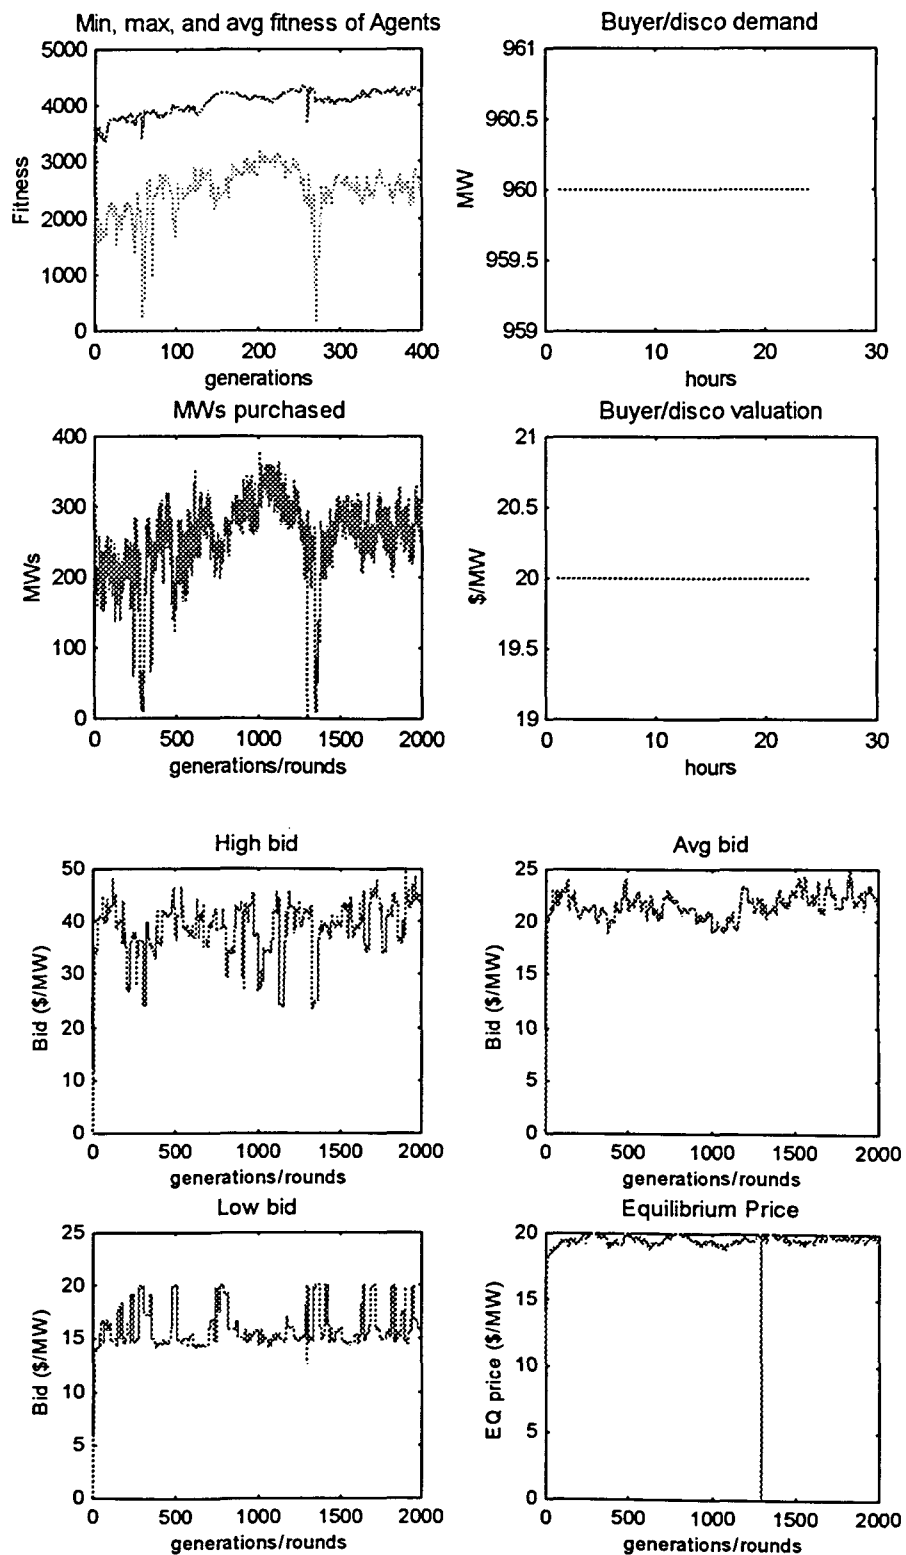 Min, max, and avg fitness of Agents
5000
4000
3000
2000
1000
0
Fitness
0 100 200 300 400
generations
Buyer/disco demand
961
960.5
960
959.5
959
MW
0 10 20 30
hours
MWs purchased
400
300
200
100
0
MWs
0 500 1000 1500 2000
generations/rounds
Buyer/disco valuation
21
20.5
20
19.5
19
$/MW
0 10 20 30
hours
High bid
50
40
30
20
10
0
Bid ($/MW)
0 500 1000 1500 2000
generations/rounds
Avg bid
25
20
15
10
5
0
Bid ($/MW)
0 500 1000 1500 2000
generations/rounds
Low bid
25
20
15
10
5
0
Bid ($/MW)
0 500 1000 1500 2000
generations/rounds
Equilibrium Price
20
15
10
5
0
EQ price ($/MW)
0 500 1000 1500 2000
generations/rounds